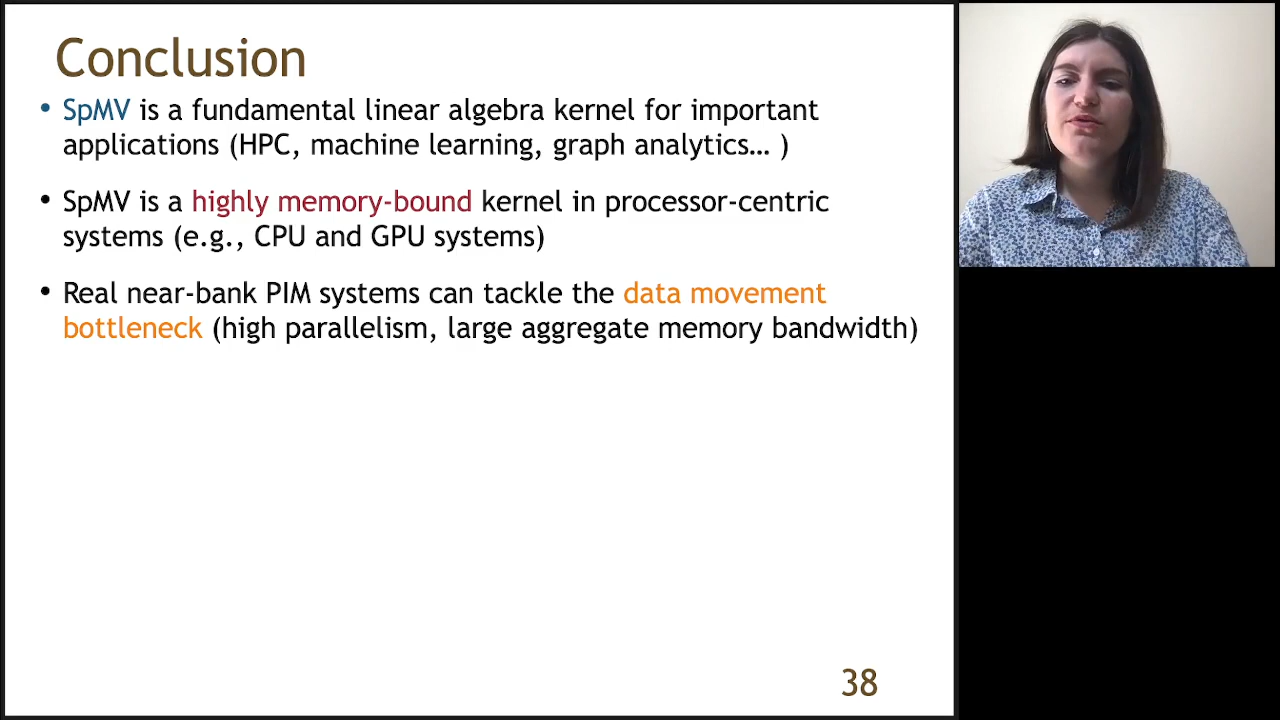 Conclusion
• SpMV is a fundamental linear algebra kernel for important
applications (HPC, machine learning, graph analytics… )
• SpMV is a highly memory-bound kernel in processor-centric
systems (e.g., CPU and GPU systems)
• Real near-bank PIM systems can tackle the data movement
bottleneck (high parallelism, large aggregate memory bandwidth)
38